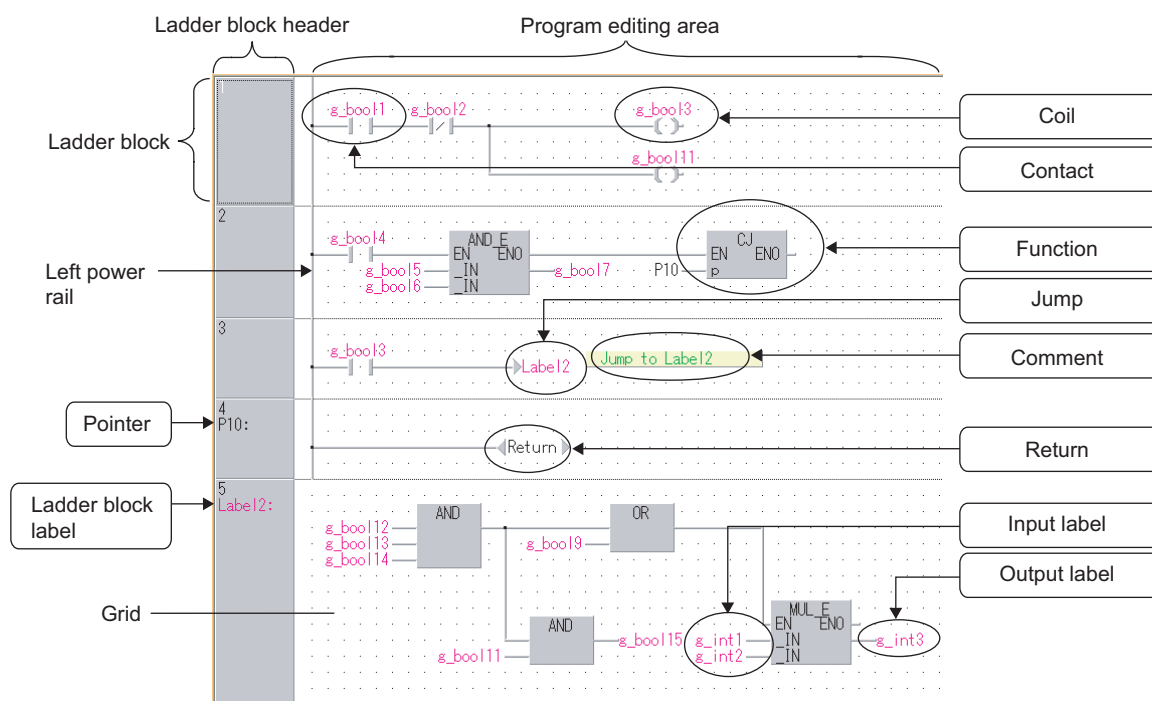 Ladder block header
Program editing area
1
g_bool1
g_bool2
g_bool3
Coil
Ladder block
g_bool11
Contact
2
g_bool4
AND_E
EN ENO
g_bool5
_IN
g_bool7
g_bool6
_IN
CJ
EN ENO
P10
p
Function
Left power
rail
Jump
3
g_bool3
Label2
Jump to Label2
Comment
4
P10:
Pointer
Return
Return
5
Label2:
Ladder block
label
AND
g_bool12
g_bool13
g_bool14
OR
g_bool9
Input label
Output label
Grid
AND
g_bool11
g_bool15
MUL_E
EN ENO
g_int1
_IN
g_int3
g_int2
_IN